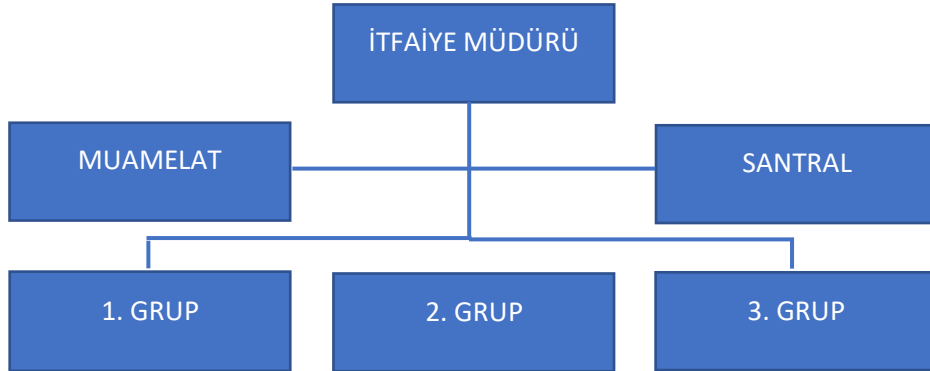 İTFAİYE MÜDÜRÜ
MUAMELAT
SANTRAL
1. GRUP
2. GRUP
3. GRUP